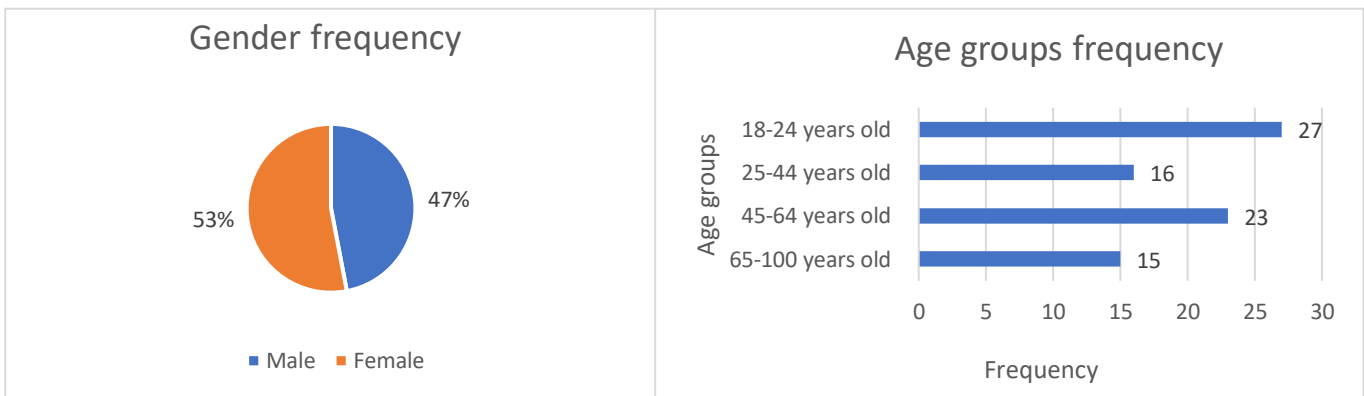 Gender frequency
47%
53%
Male
Female
Age groups frequency
Age groups
18-24 years old
27
25-44 years old
16
45-64 years old
23
65-100 years old
15
0 5 10 15 20 25 30
Frequency